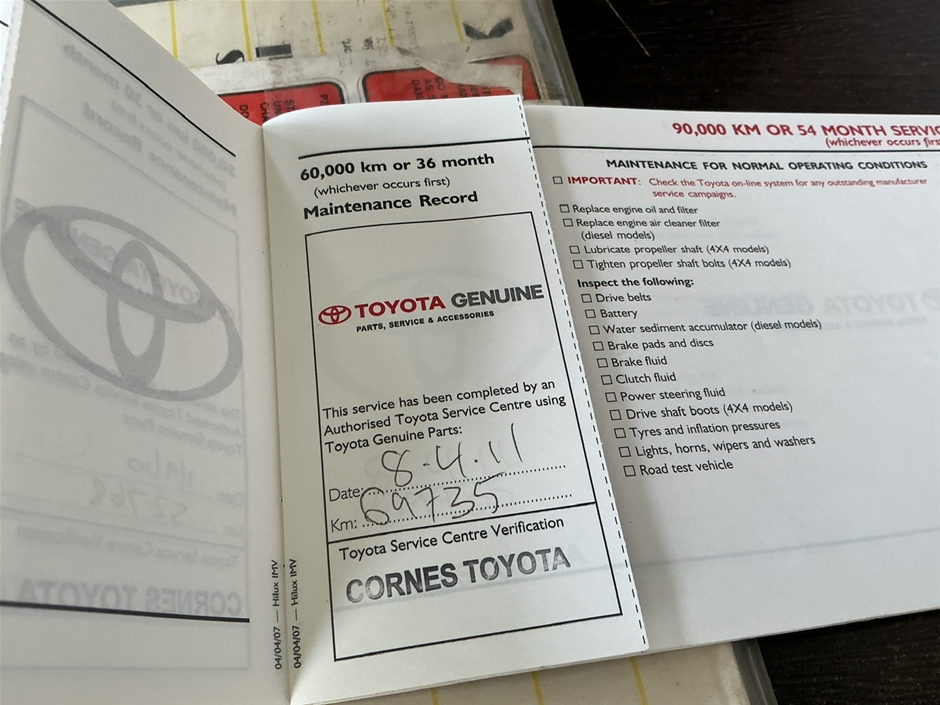 60,000 km or 36 month
(whichever occurs first)
Maintenance Record
TOYOTA GENUINE
PARTS, SERVICE & ACCESSORIES
This service has been completed by an
Authorised Toyota Service Centre using
Toyota Genuine Parts:
Date: 8.4.11
Km: 69735
Toyota Service Centre Verification
CORNES TOYOTA
04/04/07 — Hilux IMV
04/04/07 — Hilux IMV
90,000 KM OR 54 MONTH SERVIC
(whichever occurs firs
MAINTENANCE FOR NORMAL OPERATING CONDITIONS
IMPORTANT: Check the Toyota on-line system for any outstanding manufacturer
service campaigns.
Replace engine oil and filter
Replace engine air cleaner filter
(diesel models)
Lubricate propeller shaft (4X4 models)
Tighten propeller shaft bolts (4X4 models)
Inspect the following:
Drive belts
Battery
Water sediment accumulator (diesel models)
Brake pads and discs
Brake fluid
Clutch fluid
Power steering fluid
Drive shaft boots (4X4 models)
Tyres and inflation pressures
Lights, horns, wipers and washers
Road test vehicle